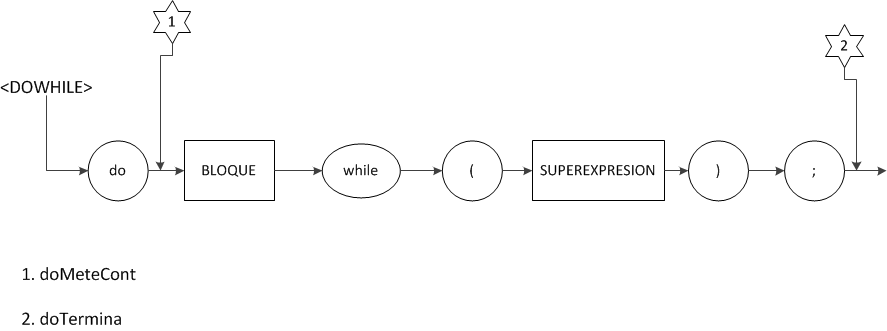 1
2
<DOWHILE>
do
BLOQUE
while
(
SUPEREXPRESION
)
;
1. doMeteCont
2. doTermina